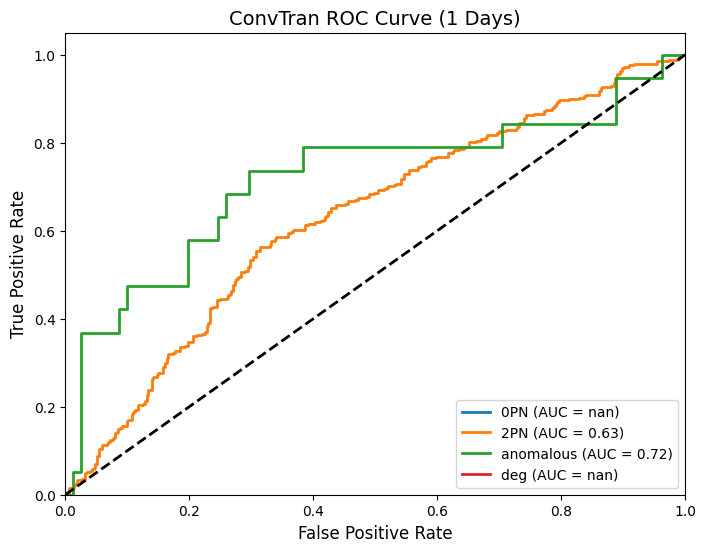 ConvTran ROC Curve (1 Days)
True Positive Rate
1.0
0.8
0.6
0.4
0.2
0.0
0PN (AUC = nan)
2PN (AUC = 0.63)
anomalous (AUC = 0.72)
deg (AUC = nan)
0.0 0.2 0.4 0.6 0.8 1.0
False Positive Rate